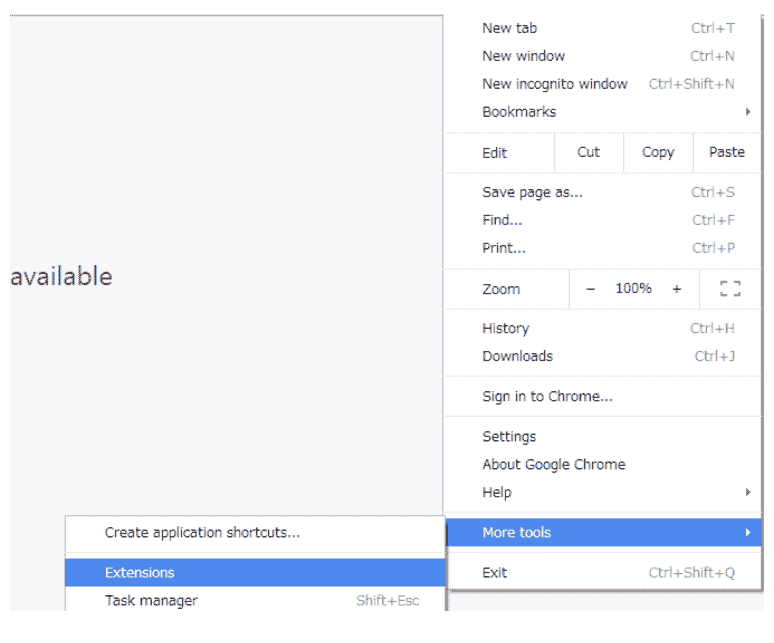 New tab Ctrl+T
New window Ctrl+N
New incognito window Ctrl+Shift+N
Bookmarks
Edit Cut Copy Paste
Save page as... Ctrl+S
Find... Ctrl+F
Print... Ctrl+P
available
Zoom − 100% +
History Ctrl+H
Downloads Ctrl+J
Sign in to Chrome...
Settings
About Google Chrome
Help
More tools
Exit Ctrl+Shift+Q
Create application shortcuts...
Extensions
Task manager Shift+Esc